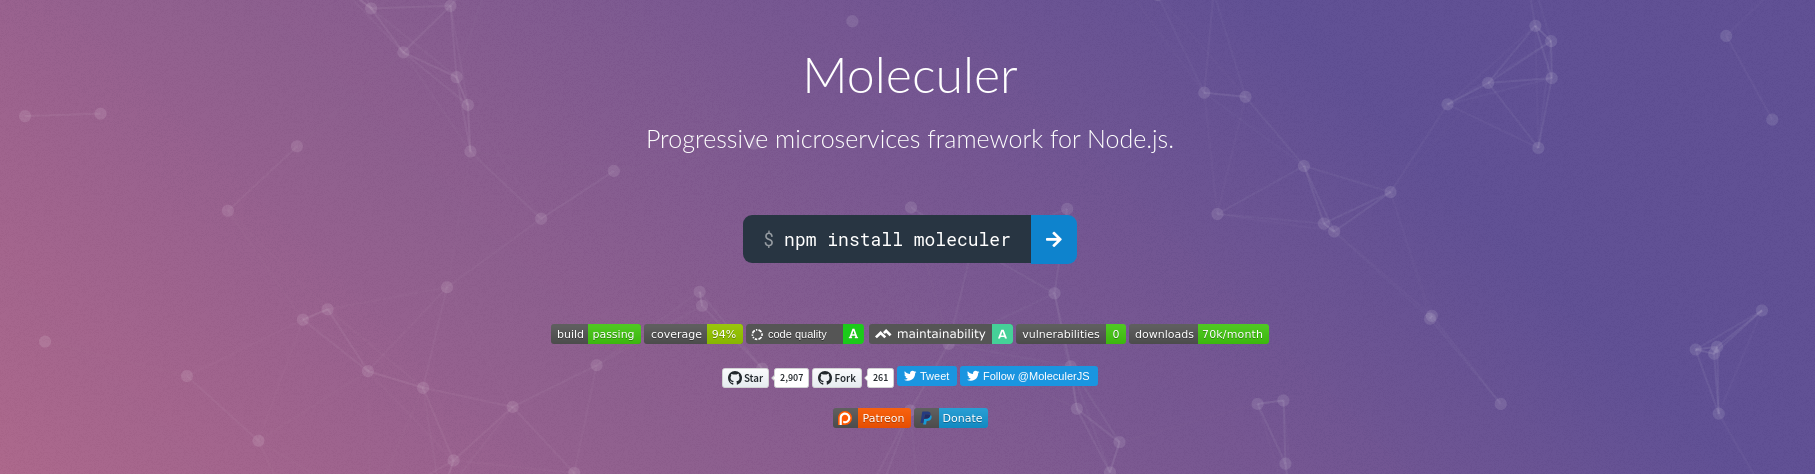 Moleculer
Progressive microservices framework for Node.js.
$ npm install moleculer
build passing coverage 94% code quality A maintainability A vulnerabilities 0 downloads 70k/month
Star 2,907 Fork 261 Tweet Follow @MoleculerJS
Patreon Donate